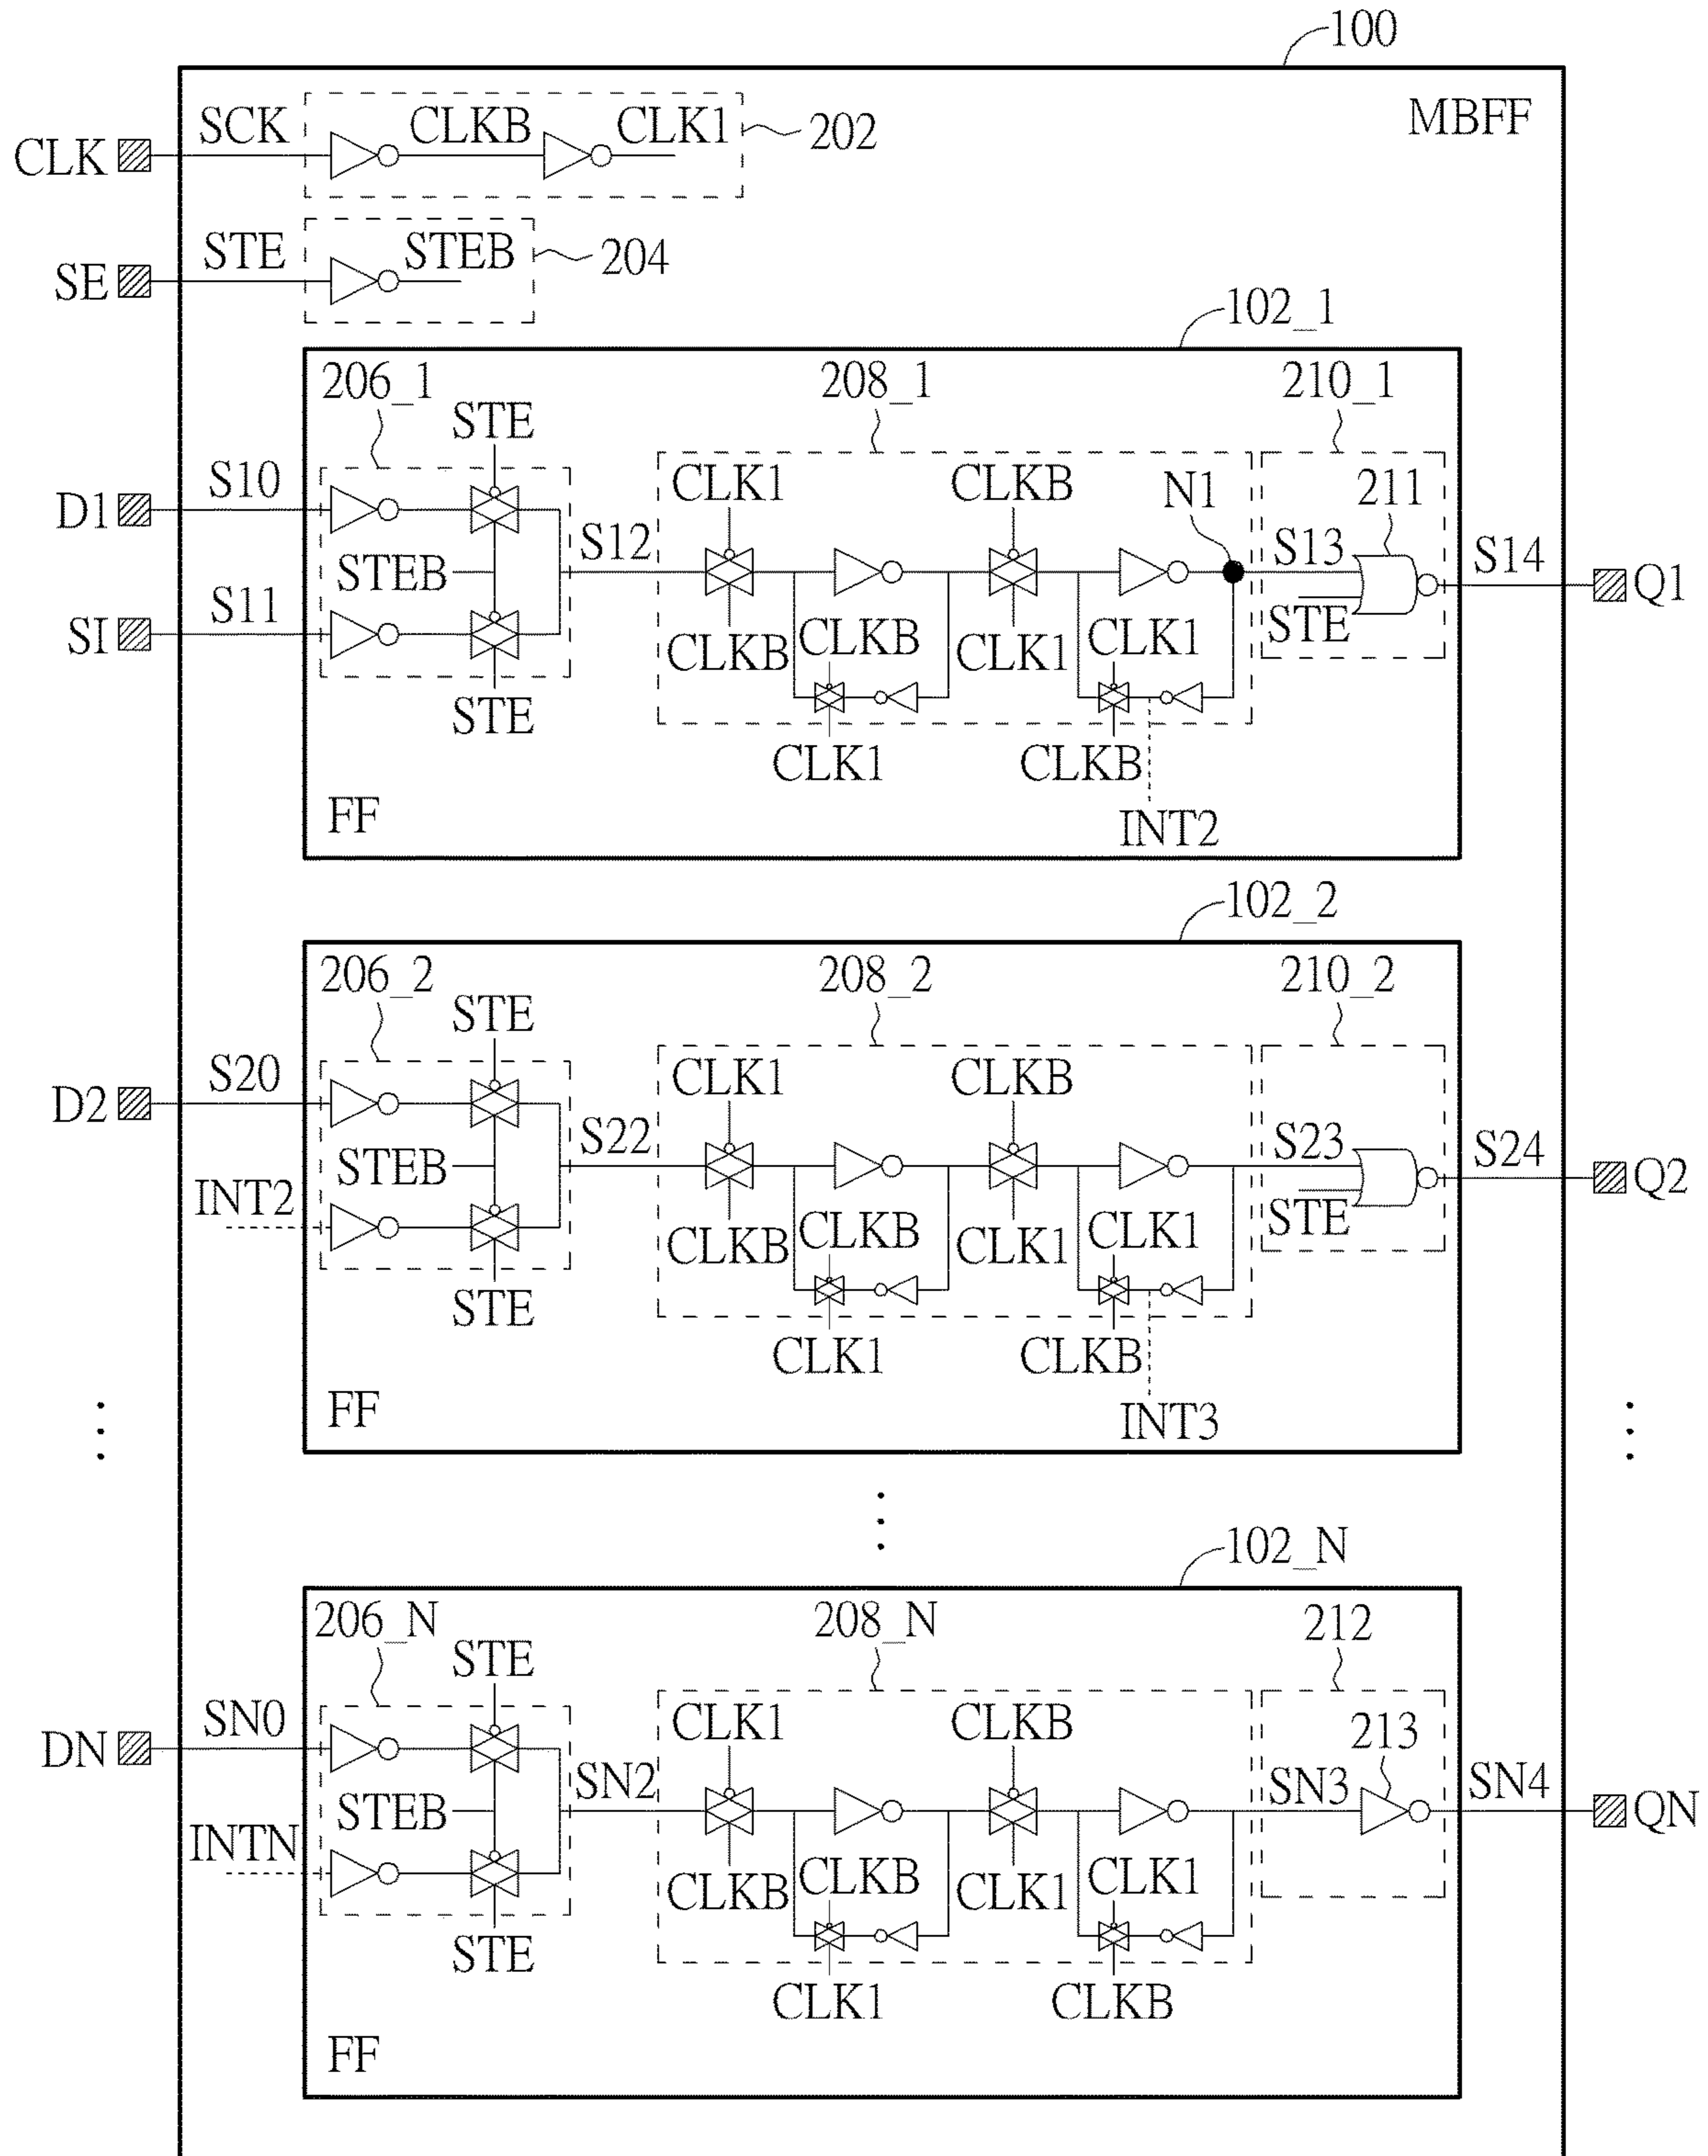 100
MBFF
CLK
SCK
CLKB
CLK1
202
SE
STE
STEB
204
102_1
206_1
208_1
210_1
STE
D1
S10
CLK1
CLKB
N1
211
STEB
S12
S13
S14
Q1
SI
S11
STE
CLKB
CLKB
CLK1
CLK1
STE
CLK1
CLKB
INT2
FF
102_2
206_2
208_2
210_2
STE
D2
S20
CLK1
CLKB
STEB
S22
S23
S24
Q2
INT2
STE
CLKB
CLKB
CLK1
CLK1
STE
CLK1
CLKB
INT3
FF
102_N
206_N
208_N
212
STE
DN
SN0
CLK1
CLKB
213
STEB
SN2
SN3
SN4
QN
INTN
CLKB
CLKB
CLK1
CLK1
STE
CLK1
CLKB
FF